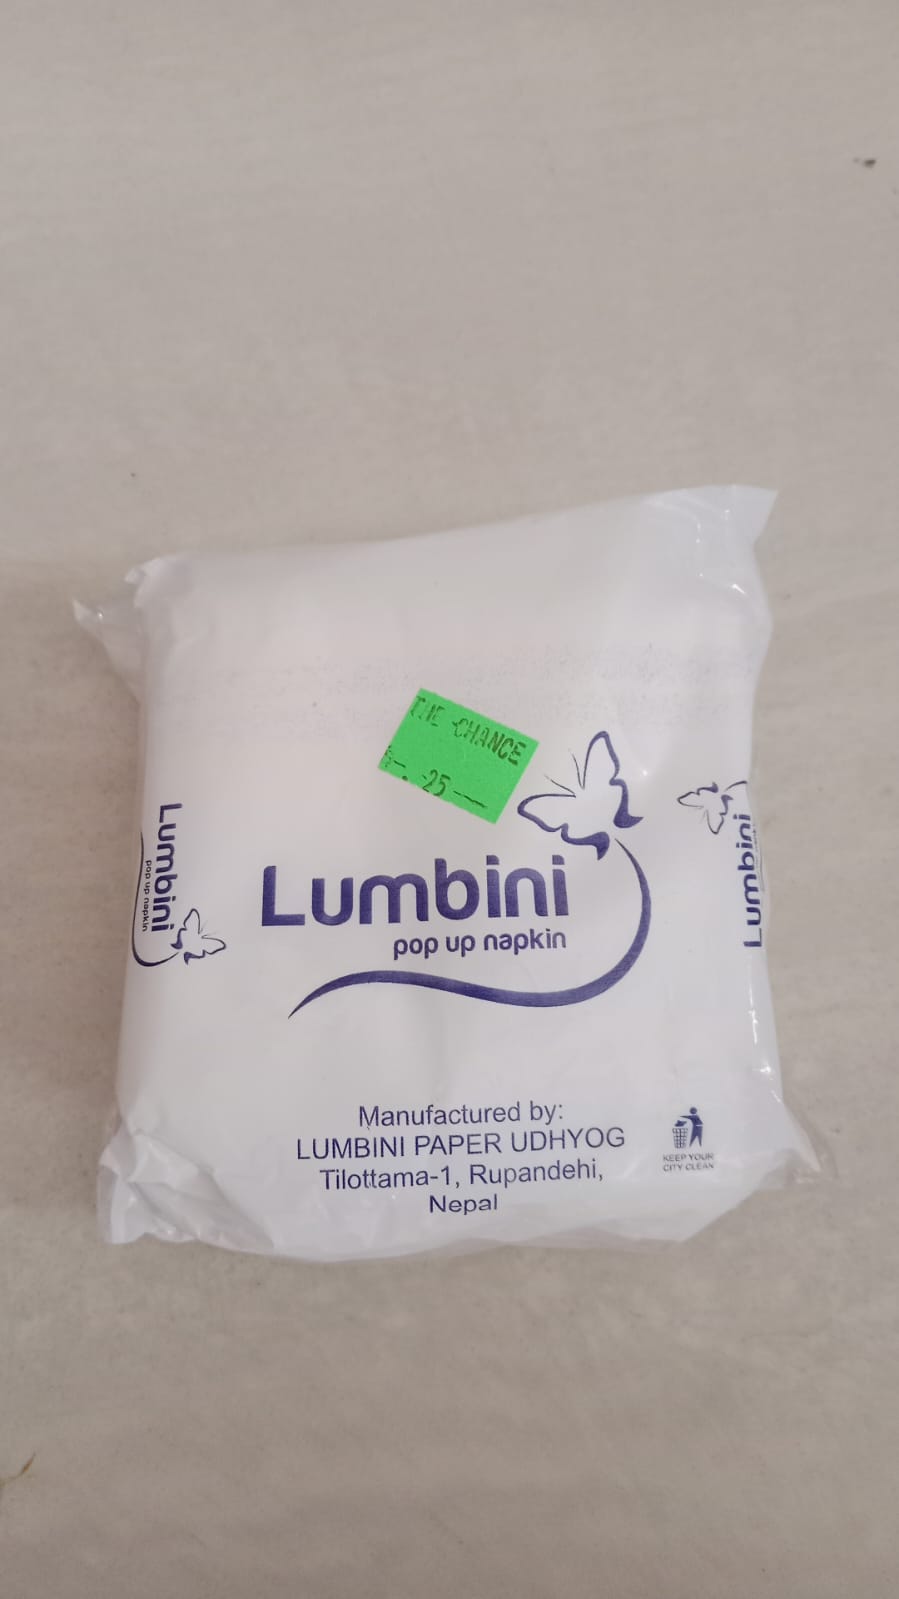 THE CHANCE
25
Lumbini
pop up napkin
Lumbini
pop up napkin
Lumbini
Manufactured by:
LUMBINI PAPER UDHYOG
Tilottama-1, Rupandehi,
Nepal
KEEP YOUR
CITY CLEAN